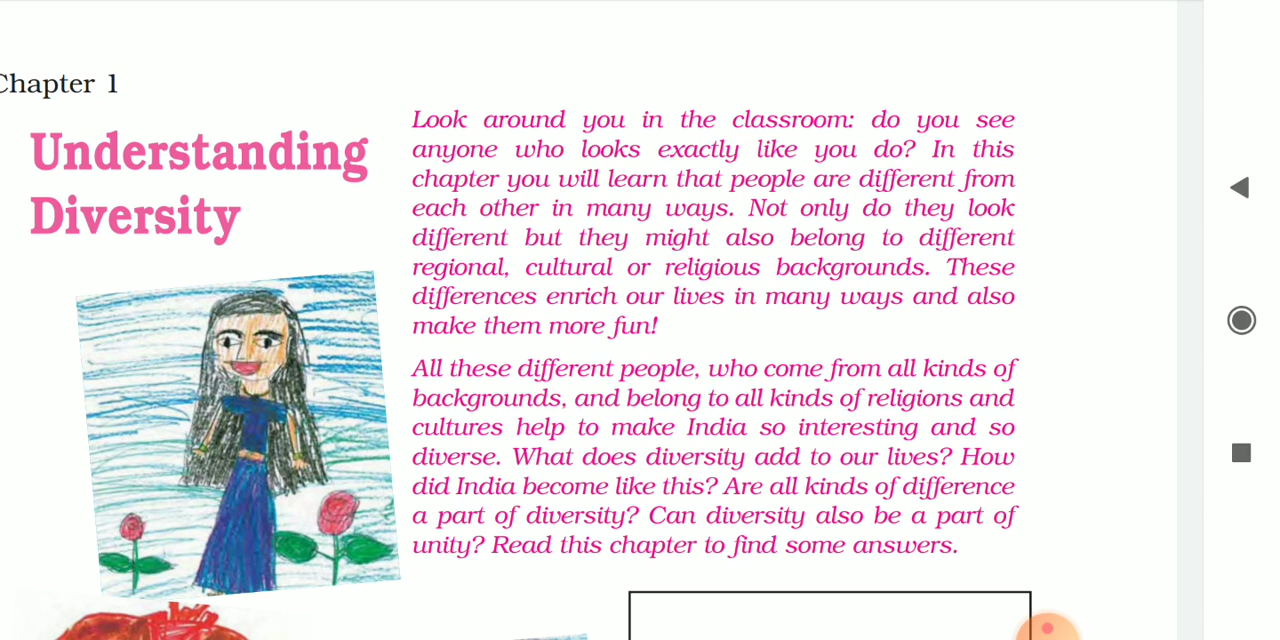 Chapter 1
Understanding
Diversity
Look around you in the classroom: do you see
anyone who looks exactly like you do? In this
chapter you will learn that people are different from
each other in many ways. Not only do they look
different but they might also belong to different
regional, cultural or religious backgrounds. These
differences enrich our lives in many ways and also
make them more fun!
All these different people, who come from all kinds of
backgrounds, and belong to all kinds of religions and
cultures help to make India so interesting and so
diverse. What does diversity add to our lives? How
did India become like this? Are all kinds of difference
a part of diversity? Can diversity also be a part of
unity? Read this chapter to find some answers.